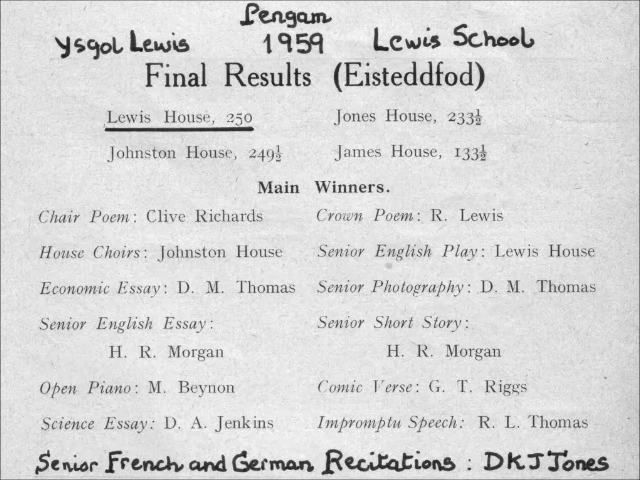 Pengam
Ysgol Lewis 1959 Lewis School
Final Results (Eisteddfod)
Lewis House, 250 Jones House, 233½
Johnston House, 249½ James House, 133½
Main Winners.
Chair Poem: Clive Richards Crown Poem: R. Lewis
House Choirs: Johnston House Senior English Play: Lewis House
Economic Essay: D. M. Thomas Senior Photography: D. M. Thomas
Senior English Essay: Senior Short Story:
H. R. Morgan H. R. Morgan
Open Piano: M. Beynon Comic Verse: G. T. Riggs
Science Essay: D. A. Jenkins Impromptu Speech: R. L. Thomas
Senior French and German Recitations : DKJ Jones